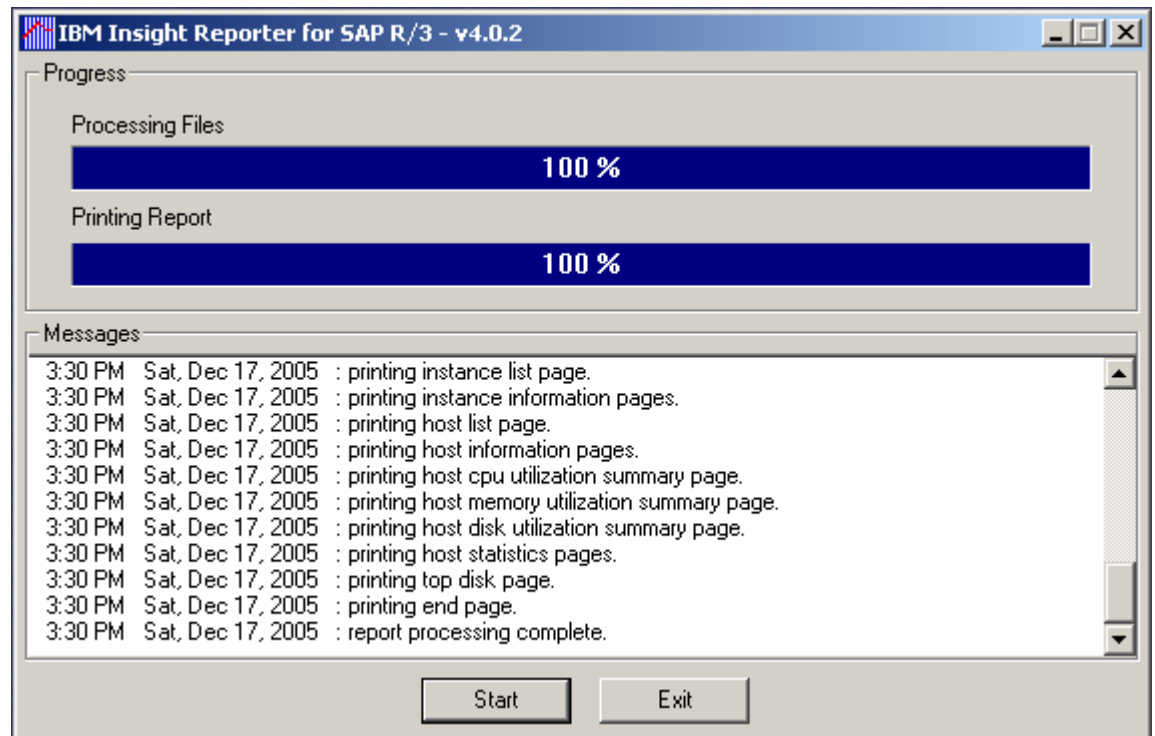 IBM Insight Reporter for SAP R/3 - v4.0.2
Progress
Processing Files
100 %
Printing Report
100 %
Messages
3:30 PM Sat, Dec 17, 2005 : printing instance list page.
3:30 PM Sat, Dec 17, 2005 : printing instance information pages.
3:30 PM Sat, Dec 17, 2005 : printing host list page.
3:30 PM Sat, Dec 17, 2005 : printing host information pages.
3:30 PM Sat, Dec 17, 2005 : printing host cpu utilization summary page.
3:30 PM Sat, Dec 17, 2005 : printing host memory utilization summary page.
3:30 PM Sat, Dec 17, 2005 : printing host disk utilization summary page.
3:30 PM Sat, Dec 17, 2005 : printing host statistics pages.
3:30 PM Sat, Dec 17, 2005 : printing top disk page.
3:30 PM Sat, Dec 17, 2005 : printing end page.
3:30 PM Sat, Dec 17, 2005 : report processing complete.
Start Exit